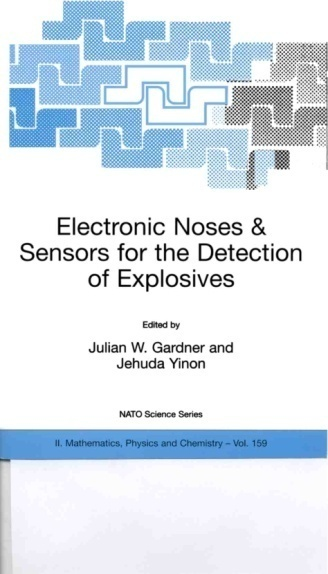 Electronic Noses &
Sensors for the Detection
of Explosives
Edited by
Julian W. Gardner and
Jehuda Yinon
NATO Science Series
II. Mathematics, Physics and Chemistry – Vol. 159